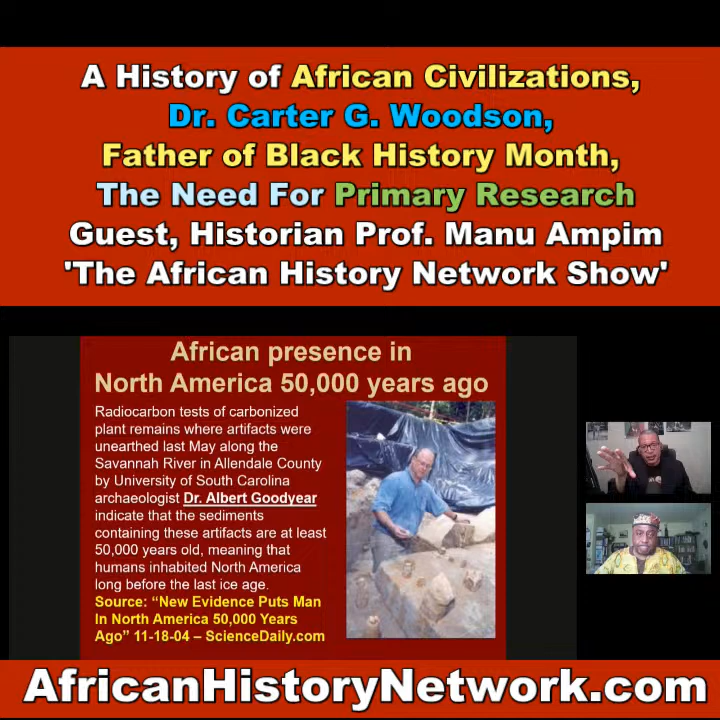 A History of African Civilizations,
Dr. Carter G. Woodson,
Father of Black History Month,
The Need For Primary Research
Guest, Historian Prof. Manu Ampim
'The African History Network Show'
African presence in
North America 50,000 years ago
Radiocarbon tests of carbonized
plant remains where artifacts were
unearthed last May along the
Savannah River in Allendale County
by University of South Carolina
archaeologist Dr. Albert Goodyear
indicate that the sediments
containing these artifacts are at least
50,000 years old, meaning that
humans inhabited North America
long before the last ice age.
Source: “New Evidence Puts Man
In North America 50,000 Years
Ago” 11-18-04 – ScienceDaily.com
AfricanHistoryNetwork.com